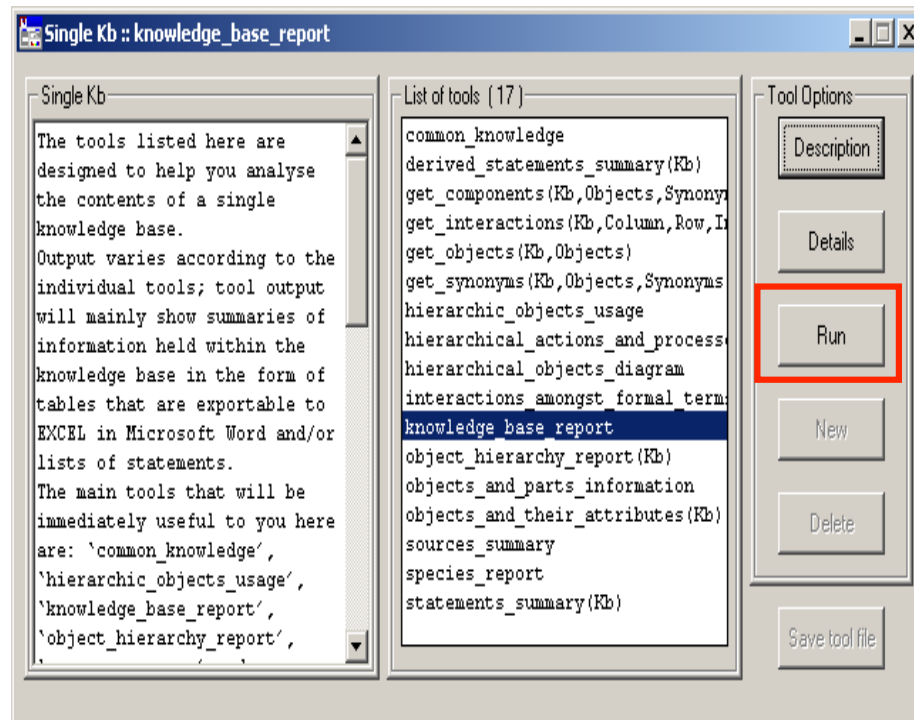 Single Kb :: knowledge_base_report
Single Kb
The tools listed here are
designed to help you analyse
the contents of a single
knowledge base.
Output varies according to the
individual tools; tool output
will mainly show summaries of
information held within the
knowledge base in the form of
tables that are exportable to
EXCEL in Microsoft Word and/or
lists of statements.
The main tools that will be
immediately useful to you here
are: `common_knowledge´,
`hierarchic_objects_usage´,
`knowledge_base_report´,
`object_hierarchy_report´,
List of tools ( 17 )
common_knowledge
derived_statements_summary(Kb)
get_components(Kb,Objects,Synonym
get_interactions(Kb,Column,Row,I
get_objects(Kb,Objects)
get_synonyms(Kb,Objects,Synonyms
hierarchic_objects_usage
hierarchical_actions_and_process
hierarchical_objects_diagram
interactions_amongst_formal_term
knowledge_base_report
object_hierarchy_report(Kb)
objects_and_parts_information
objects_and_their_attributes(Kb)
sources_summary
species_report
statements_summary(Kb)
Tool Options
Description
Details
Run
New
Delete
Save tool file